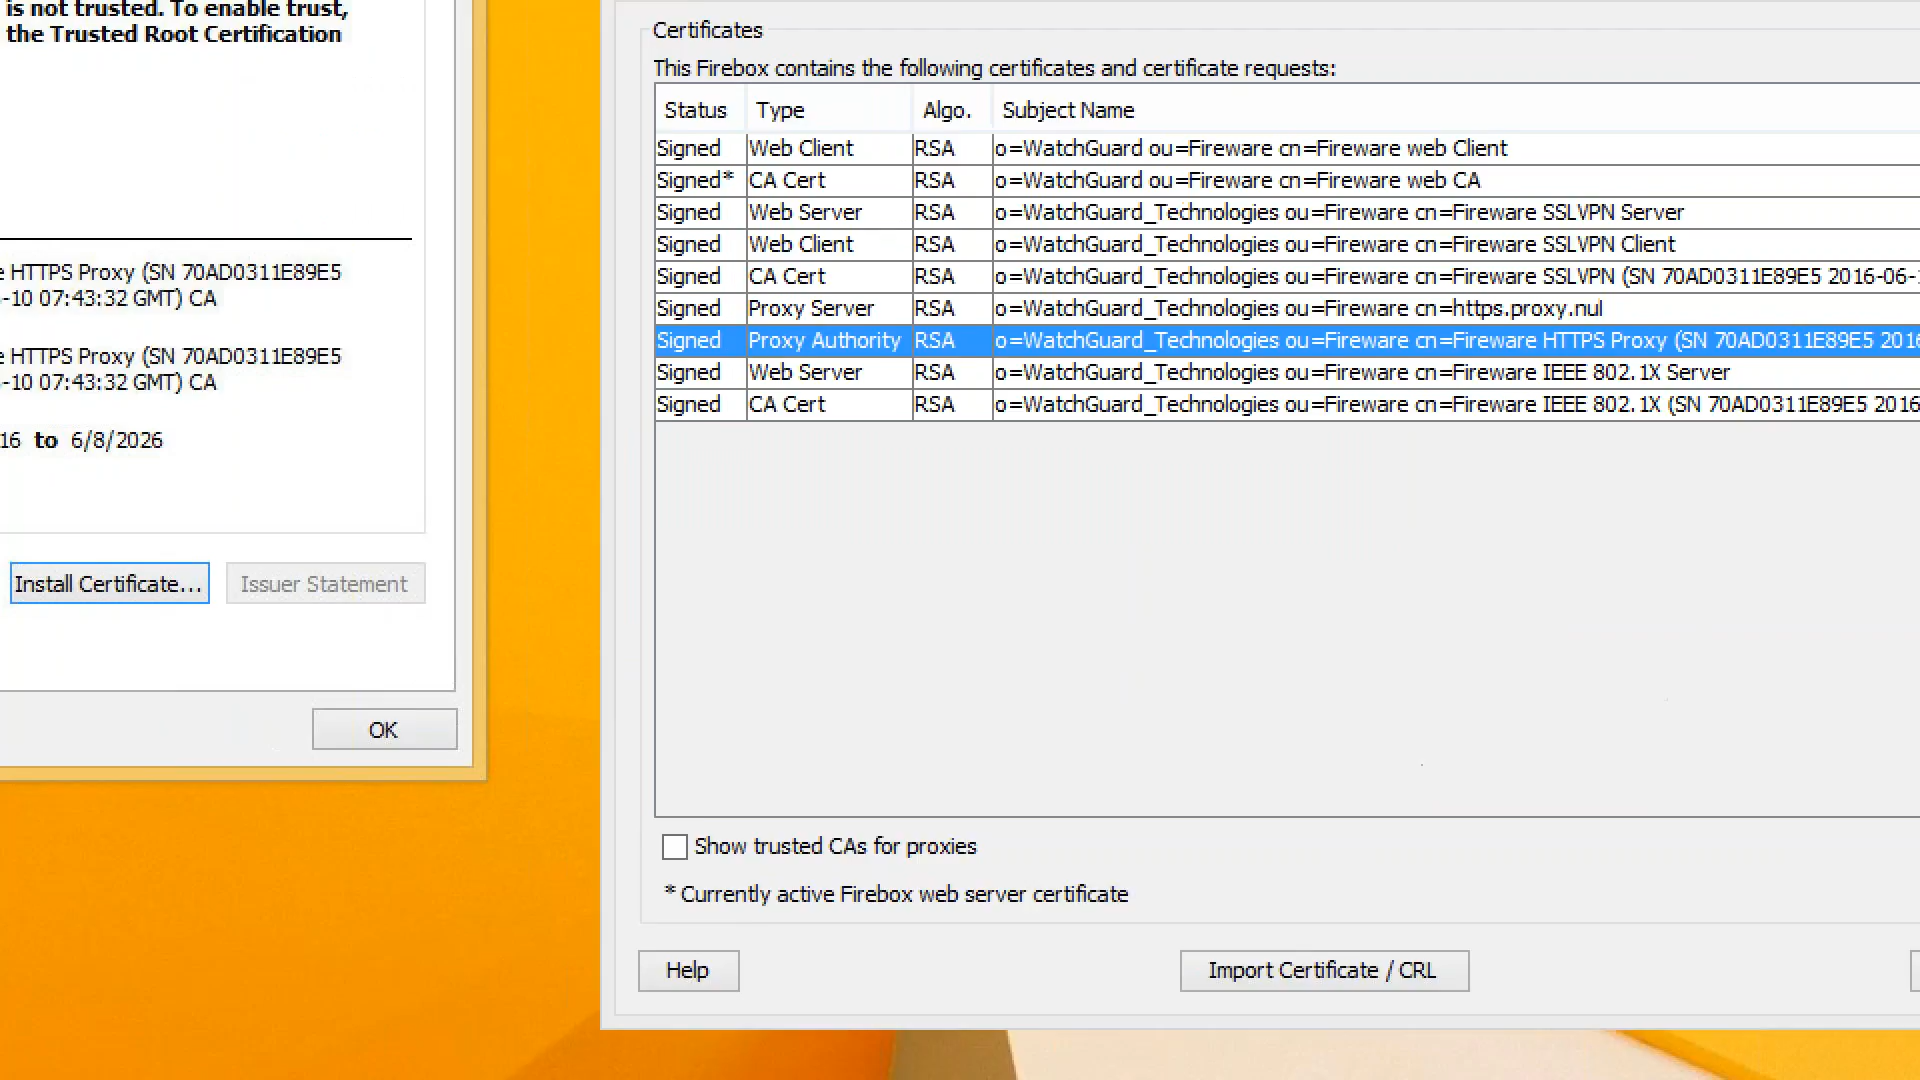 is not trusted. To enable trust,
the Trusted Root Certification
e HTTPS Proxy (SN 70AD0311E89E5
-10 07:43:32 GMT) CA
e HTTPS Proxy (SN 70AD0311E89E5
-10 07:43:32 GMT) CA
16 to 6/8/2026
Install Certificate...
Issuer Statement
OK
Certificates
This Firebox contains the following certificates and certificate requests:
Status Type Algo. Subject Name
Signed Web Client RSA o=WatchGuard ou=Fireware cn=Fireware web Client
Signed* CA Cert RSA o=WatchGuard ou=Fireware cn=Fireware web CA
Signed Web Server RSA o=WatchGuard_Technologies ou=Fireware cn=Fireware SSLVPN Server
Signed Web Client RSA o=WatchGuard_Technologies ou=Fireware cn=Fireware SSLVPN Client
Signed CA Cert RSA o=WatchGuard_Technologies ou=Fireware cn=Fireware SSLVPN (SN 70AD0311E89E5 2016-06-
Signed Proxy Server RSA o=WatchGuard_Technologies ou=Fireware cn=https.proxy.nul
Signed Proxy Authority RSA o=WatchGuard_Technologies ou=Fireware cn=Fireware HTTPS Proxy (SN 70AD0311E89E5 2016
Signed Web Server RSA o=WatchGuard_Technologies ou=Fireware cn=Fireware IEEE 802.1X Server
Signed CA Cert RSA o=WatchGuard_Technologies ou=Fireware cn=Fireware IEEE 802.1X (SN 70AD0311E89E5 2016
Show trusted CAs for proxies
* Currently active Firebox web server certificate
Help
Import Certificate / CRL